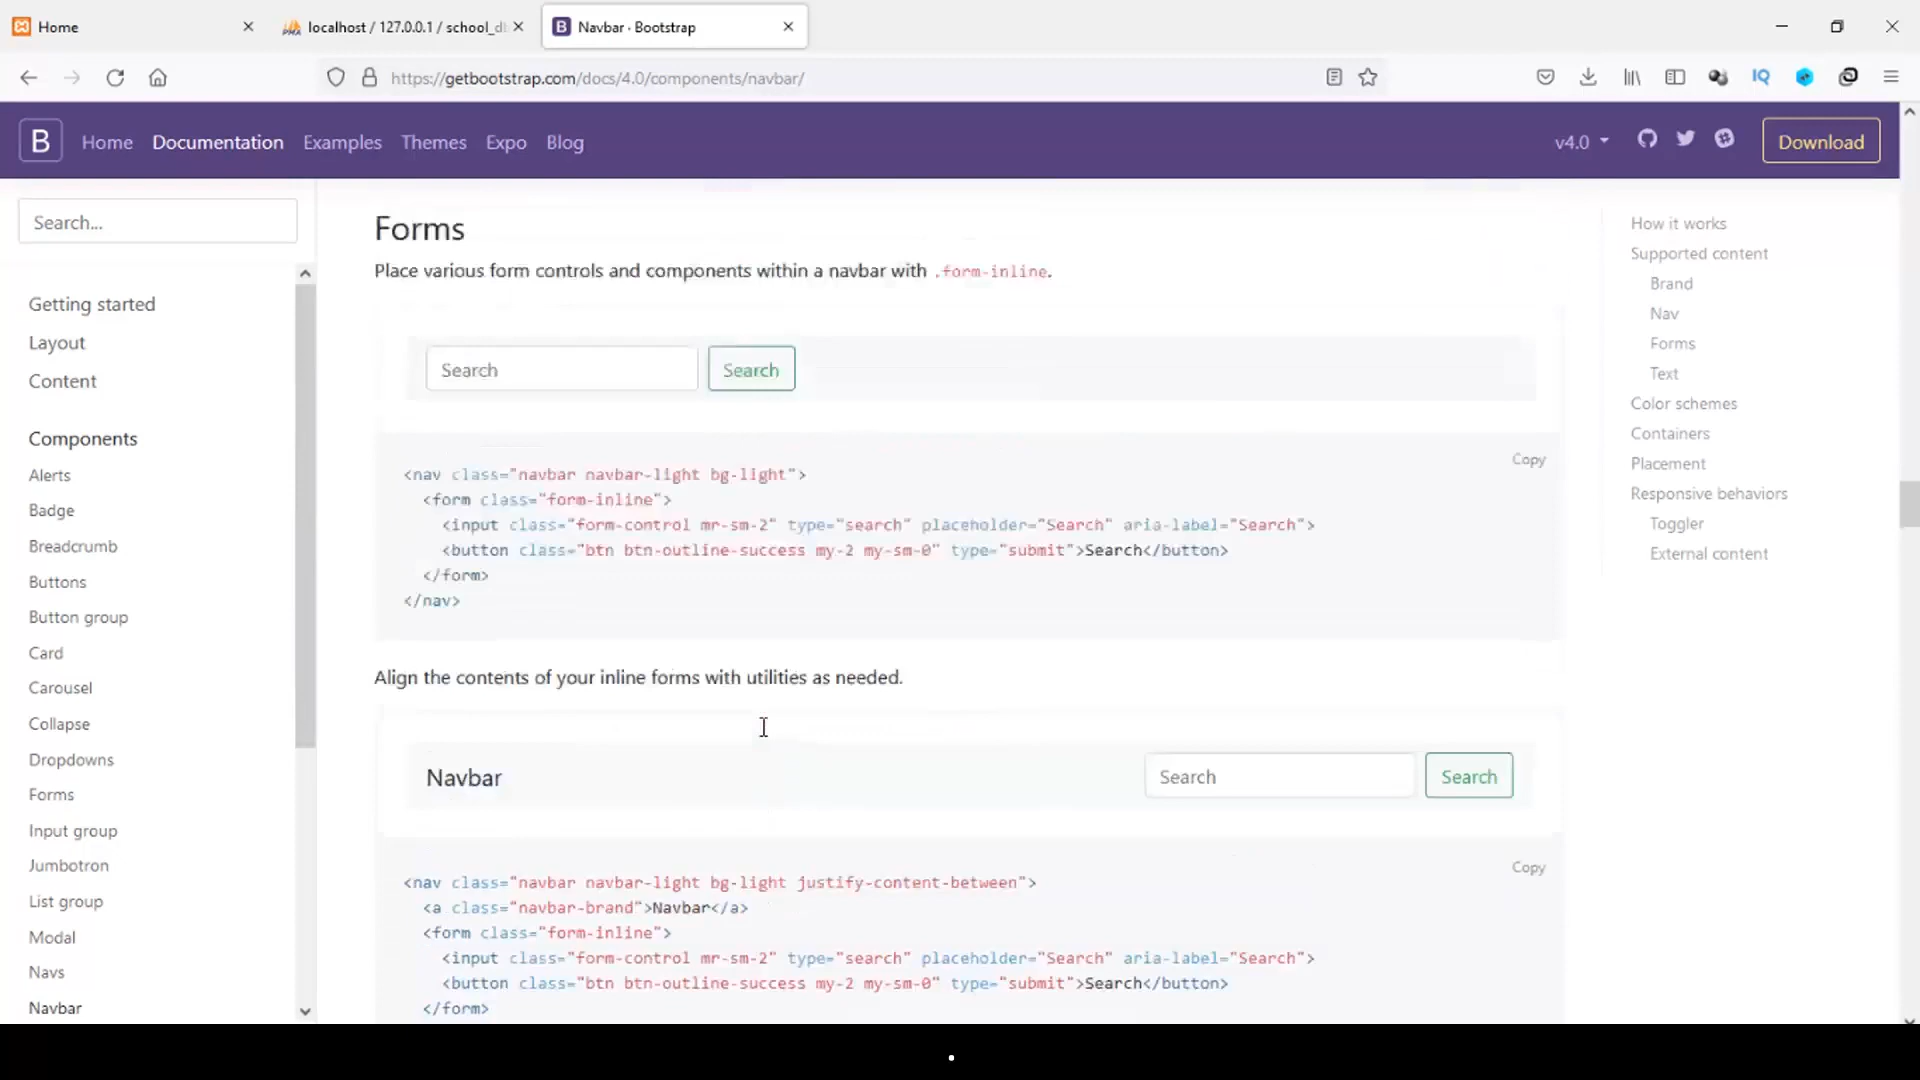 Home
localhost / 127.0.0.1 / school_d
Navbar · Bootstrap
https://getbootstrap.com/docs/4.0/components/navbar/
IQ
B Home Documentation Examples Themes Expo Blog v4.0 Download
Search...
Getting started
Layout
Content
Components
Alerts
Badge
Breadcrumb
Buttons
Button group
Card
Carousel
Collapse
Dropdowns
Forms
Input group
Jumbotron
List group
Modal
Navs
Navbar
Forms
Place various form controls and components within a navbar with .form-inline.
Search Search
Copy
<nav class="navbar navbar-light bg-light">
<form class="form-inline">
<input class="form-control mr-sm-2" type="search" placeholder="Search" aria-label="Search">
<button class="btn btn-outline-success my-2 my-sm-0" type="submit">Search</button>
</form>
</nav>
Align the contents of your inline forms with utilities as needed.
Navbar Search Search
Copy
<nav class="navbar navbar-light bg-light justify-content-between">
<a class="navbar-brand">Navbar</a>
<form class="form-inline">
<input class="form-control mr-sm-2" type="search" placeholder="Search" aria-label="Search">
<button class="btn btn-outline-success my-2 my-sm-0" type="submit">Search</button>
</form>
How it works
Supported content
Brand
Nav
Forms
Text
Color schemes
Containers
Placement
Responsive behaviors
Toggler
External content